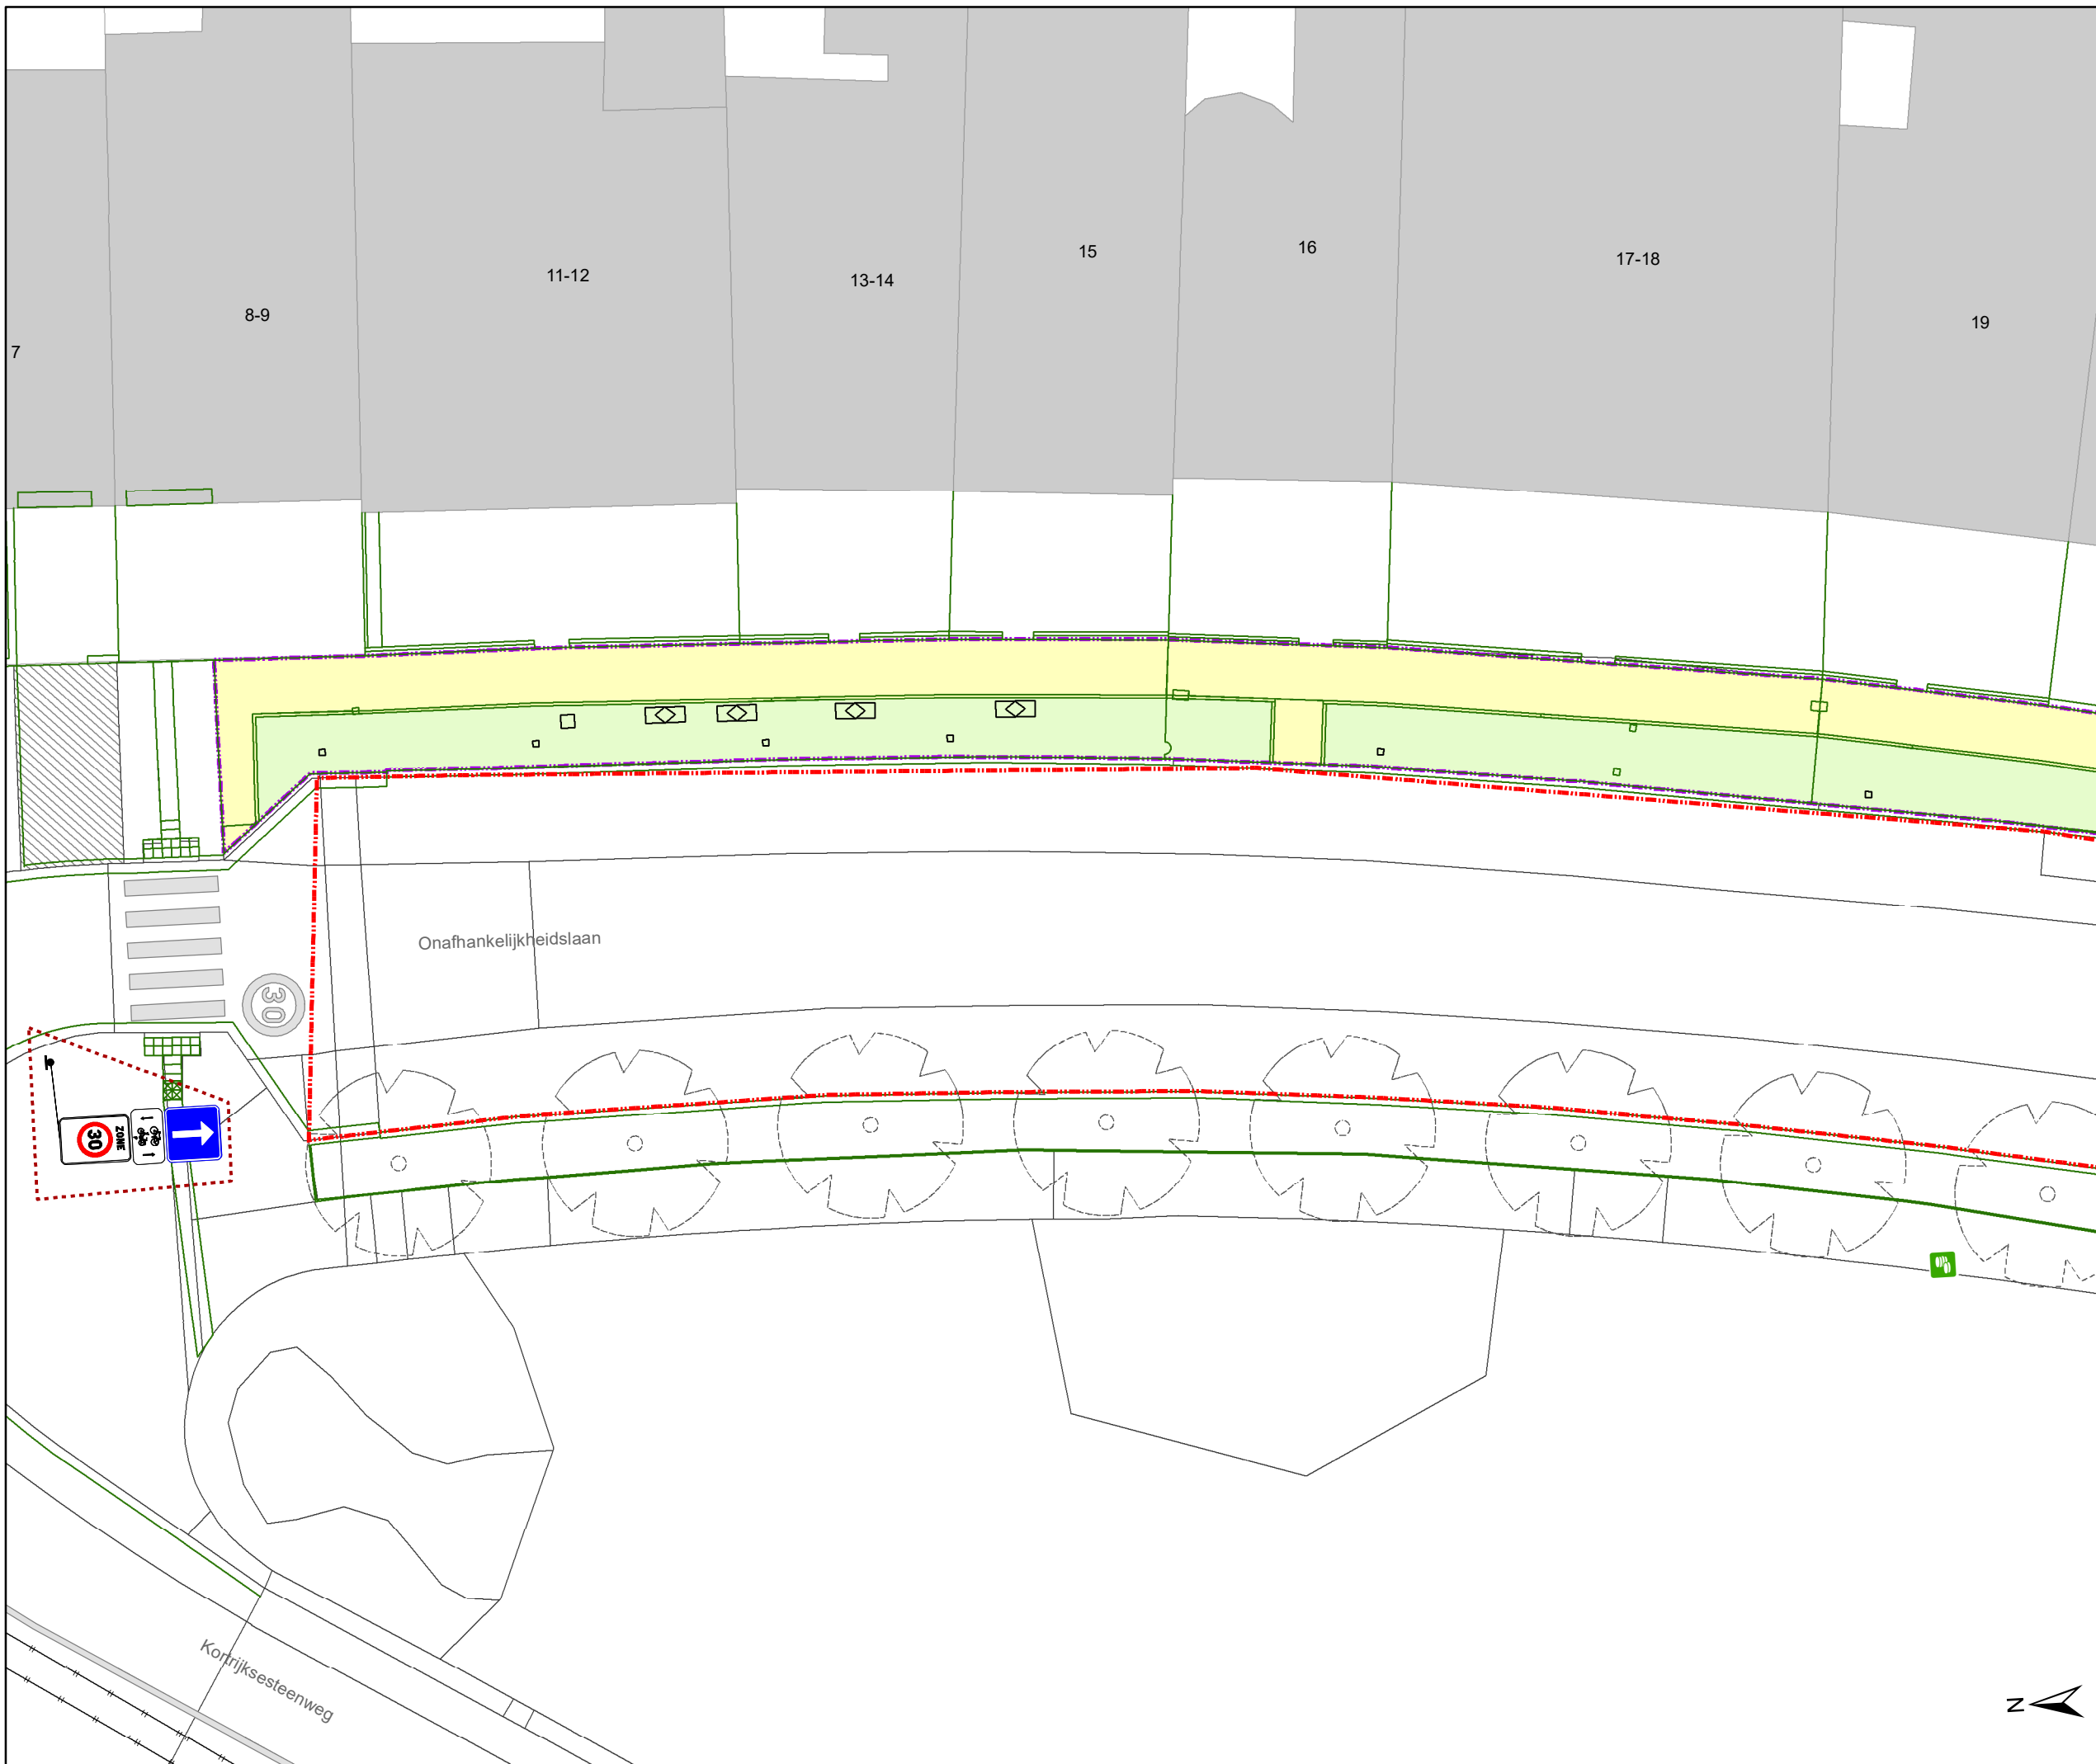 15
16
17-18
11-12
13-14
8-9
19
7
Onafhankelijkheidslaan
30
ZONE
30
Kortrijksesteenweg
N